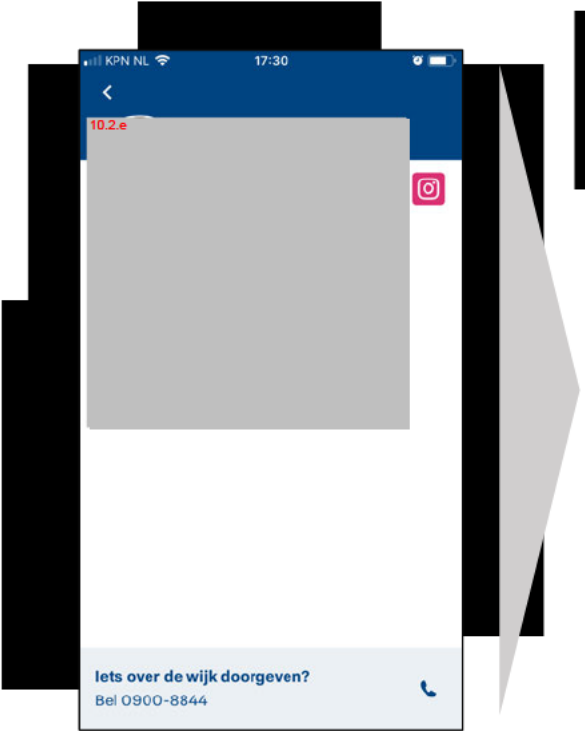 KPN NL
17:30
10.2.e
Iets over de wijk doorgeven?
Bel 0900-8844